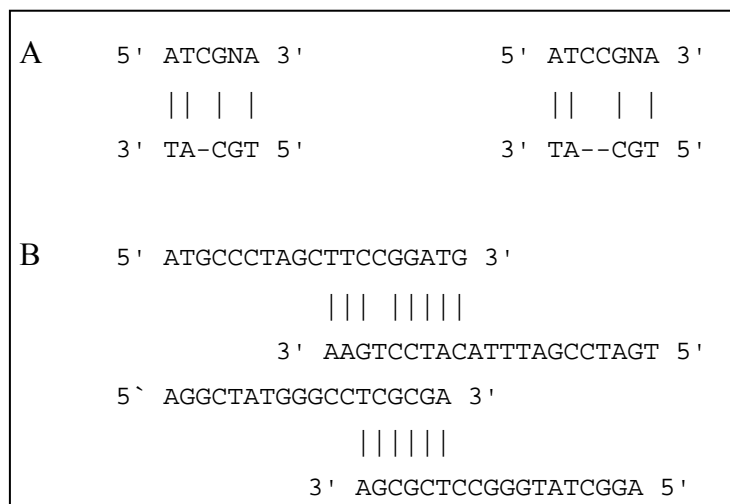 A 5' ATCGNA 3' 5' ATCCGNA 3'
|| | | || | |
3' TA-CGT 5' 3' TA--CGT 5'
B 5' ATGCCCTAGCTTCCGGATG 3'
||| |||||
3' AAGTCCTACATTTAGCCTAGT 5'
5` AGGCTATGGGCCTCGCGA 3'
||||||
3' AGCGCTCCGGGTATCGGA 5'